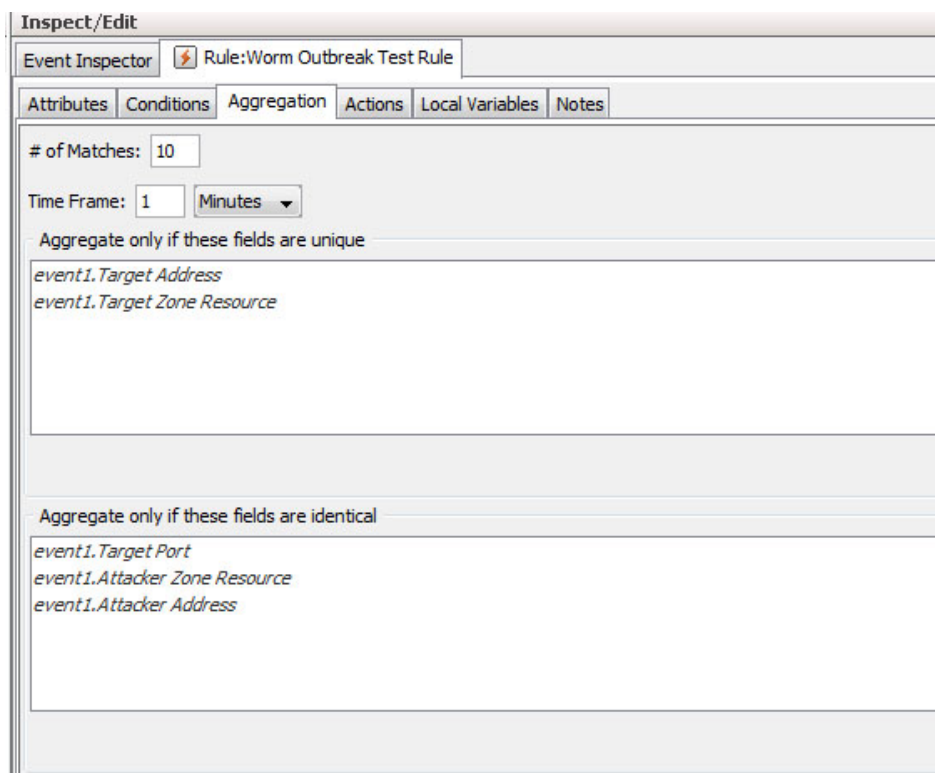 Inspect/Edit
Event Inspector Rule:Worm Outbreak Test Rule
Attributes Conditions Aggregation Actions Local Variables Notes
# of Matches: 10
Time Frame: 1 Minutes
Aggregate only if these fields are unique
event1.Target Address
event1.Target Zone Resource
Aggregate only if these fields are identical
event1.Target Port
event1.Attacker Zone Resource
event1.Attacker Address